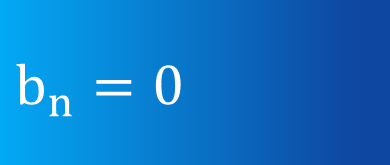 bₙ = 0